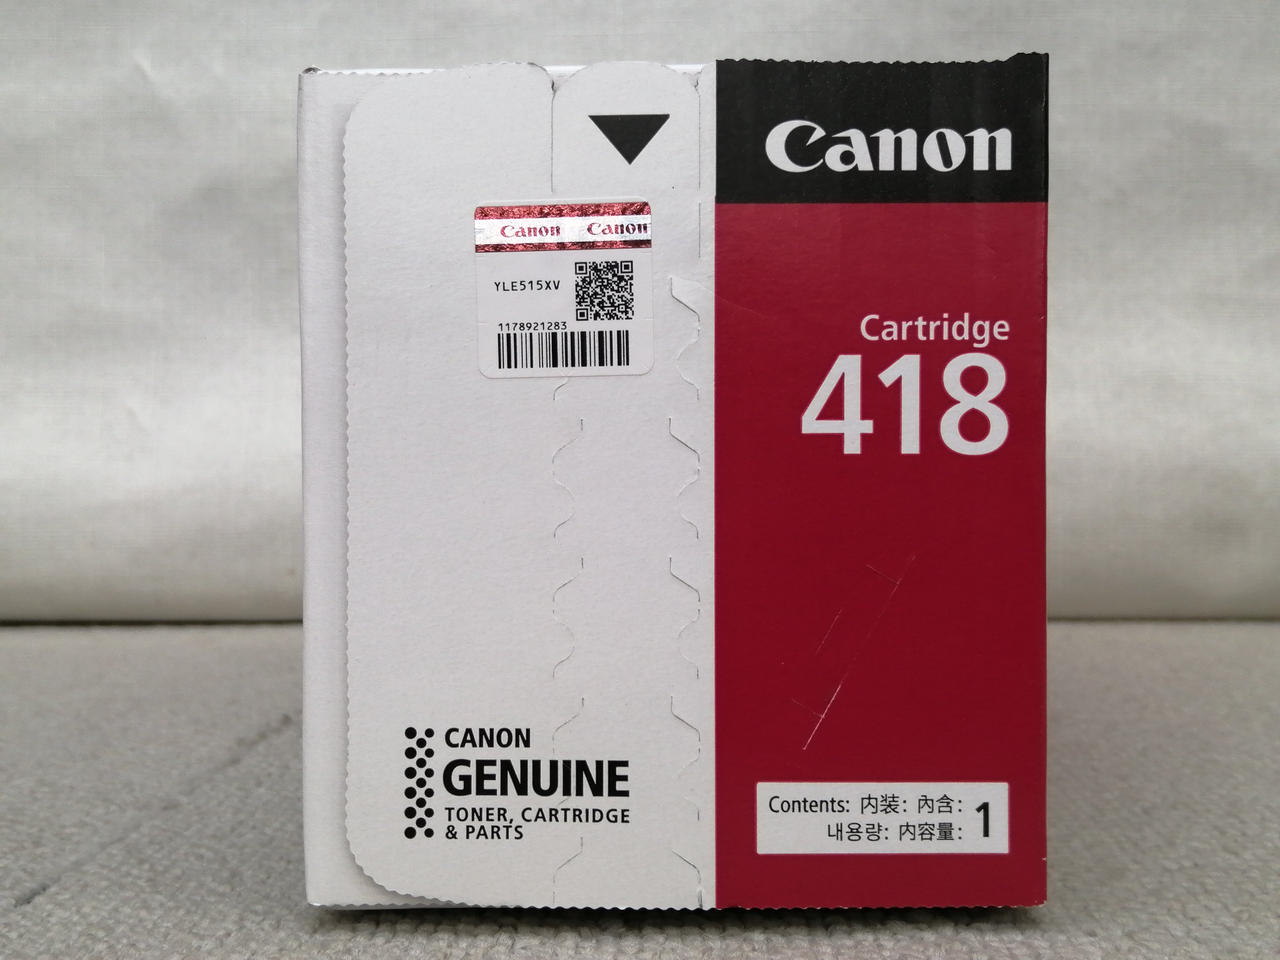 Canon
Canon Canon
YLE515XV
1178921283
Cartridge
418
CANON
GENUINE
TONER, CARTRIDGE
& PARTS
Contents: 内装: 內含:
내용량: 内容量: 1